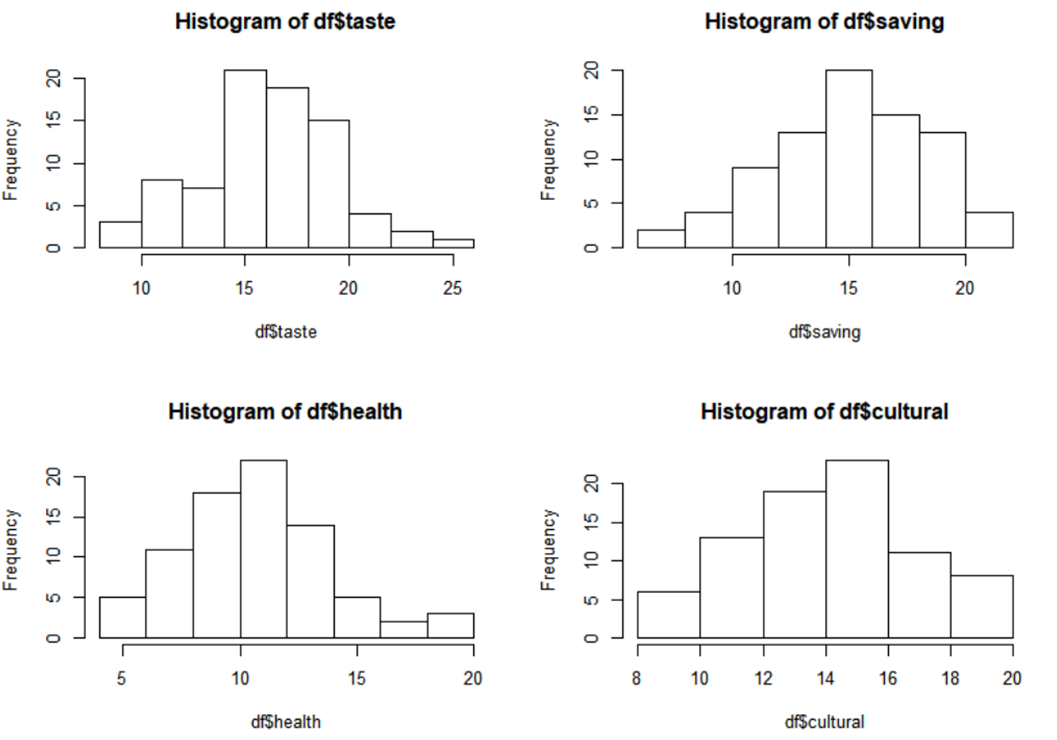 Histogram of df$taste
Frequency
0 5 10 15 20
10 15 20 25
df$taste
Histogram of df$saving
Frequency
0 5 10 15 20
10 15 20
df$saving
Histogram of df$health
Frequency
0 5 10 15 20
5 10 15 20
df$health
Histogram of df$cultural
Frequency
0 5 10 15 20
8 10 12 14 16 18 20
df$cultural